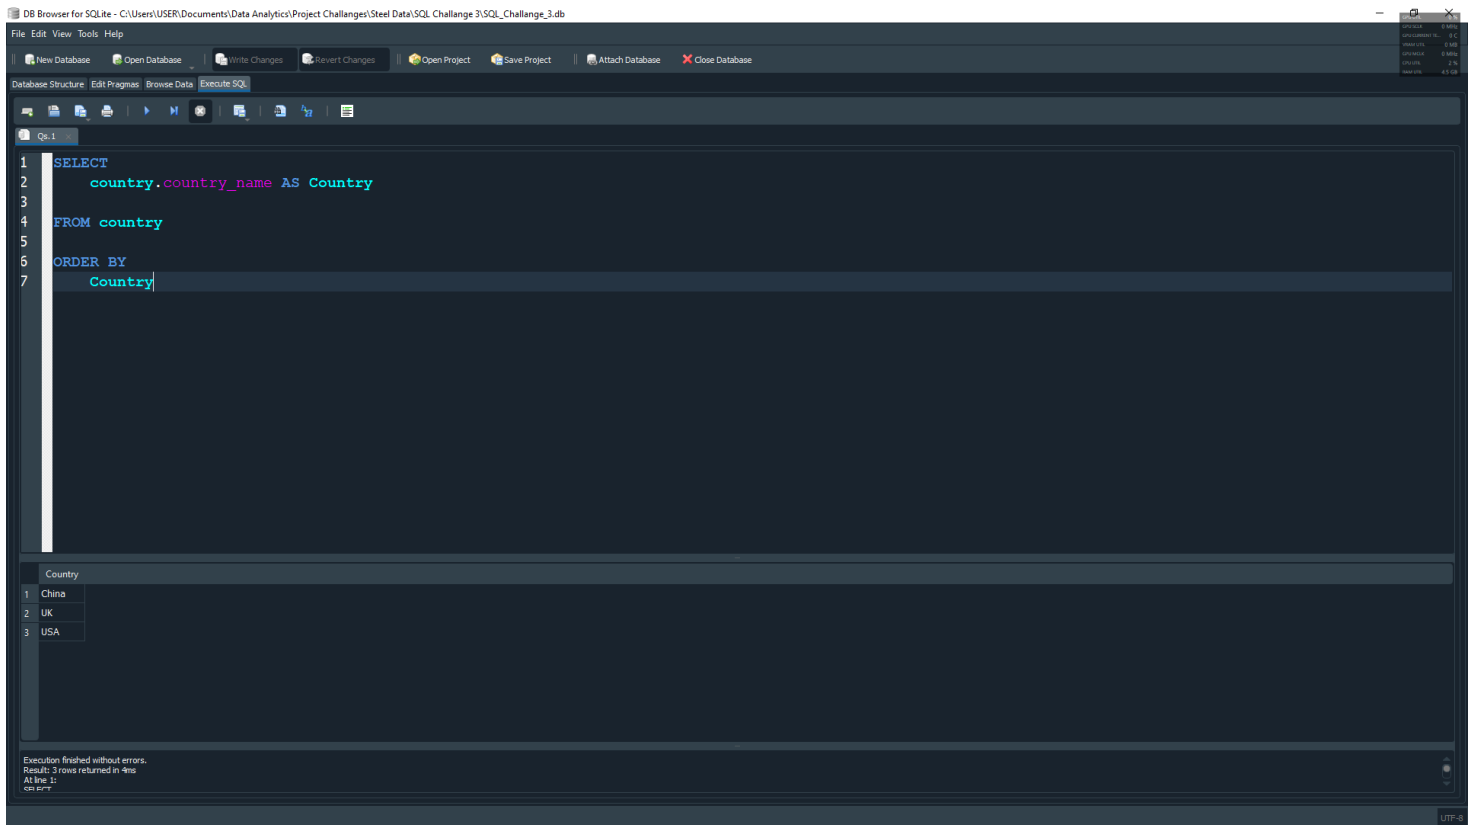 DB Browser for SQLite - C:\Users\USER\Documents\Data Analytics\Project Challanges\Steel Data\SQL Challange 3\SQL_Challange_3.db
File Edit View Tools Help
New Database Open Database Write Changes Revert Changes Open Project Save Project Attach Database Close Database
Database Structure Edit Pragmas Browse Data Execute SQL
Qs.1
1 SELECT
2 country.country_name AS Country
3
4 FROM country
5
6 ORDER BY
7 Country
Country
1 China
2 UK
3 USA
Execution finished without errors.
Result: 3 rows returned in 4ms
At line 1:
SELECT
UTF-8